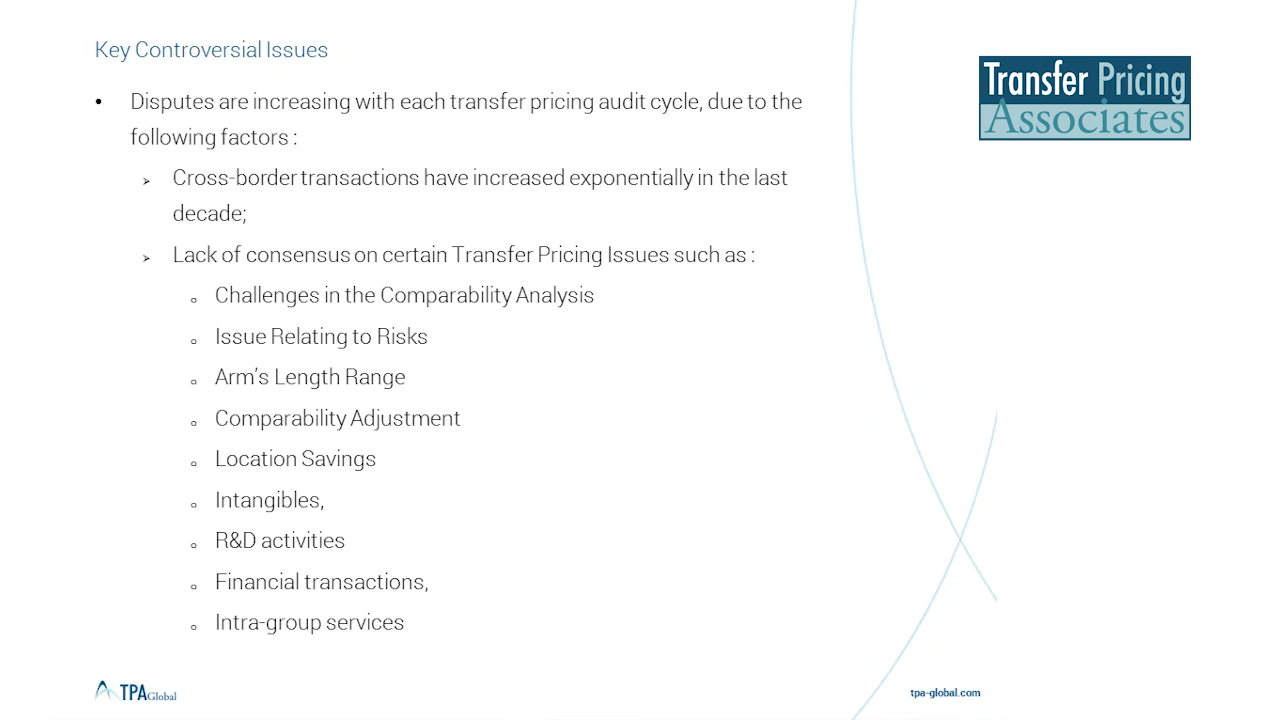 Key Controversial Issues
Transfer Pricing
Associates
• Disputes are increasing with each transfer pricing audit cycle, due to the
following factors :
➢ Cross-border transactions have increased exponentially in the last
decade;
➢ Lack of consensus on certain Transfer Pricing Issues such as :
o Challenges in the Comparability Analysis
o Issue Relating to Risks
o Arm’s Length Range
o Comparability Adjustment
o Location Savings
o Intangibles,
o R&D activities
o Financial transactions,
o Intra-group services
TPA Global
tpa-global.com